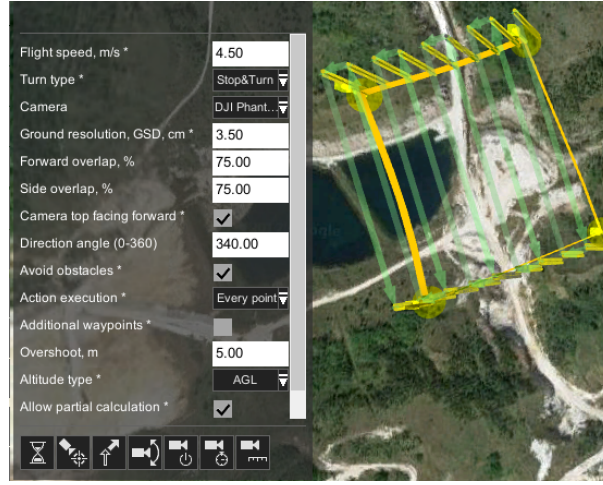 Flight speed, m/s * 4.50
Turn type * Stop&Turn
Camera DJI Phant...
Ground resolution, GSD, cm * 3.50
Forward overlap, % 75.00
Side overlap, % 75.00
Camera top facing forward *
Direction angle (0-360) 340.00
Avoid obstacles *
Action execution * Every point
Additional waypoints *
Overshoot, m 5.00
Altitude type * AGL
Allow partial calculation *